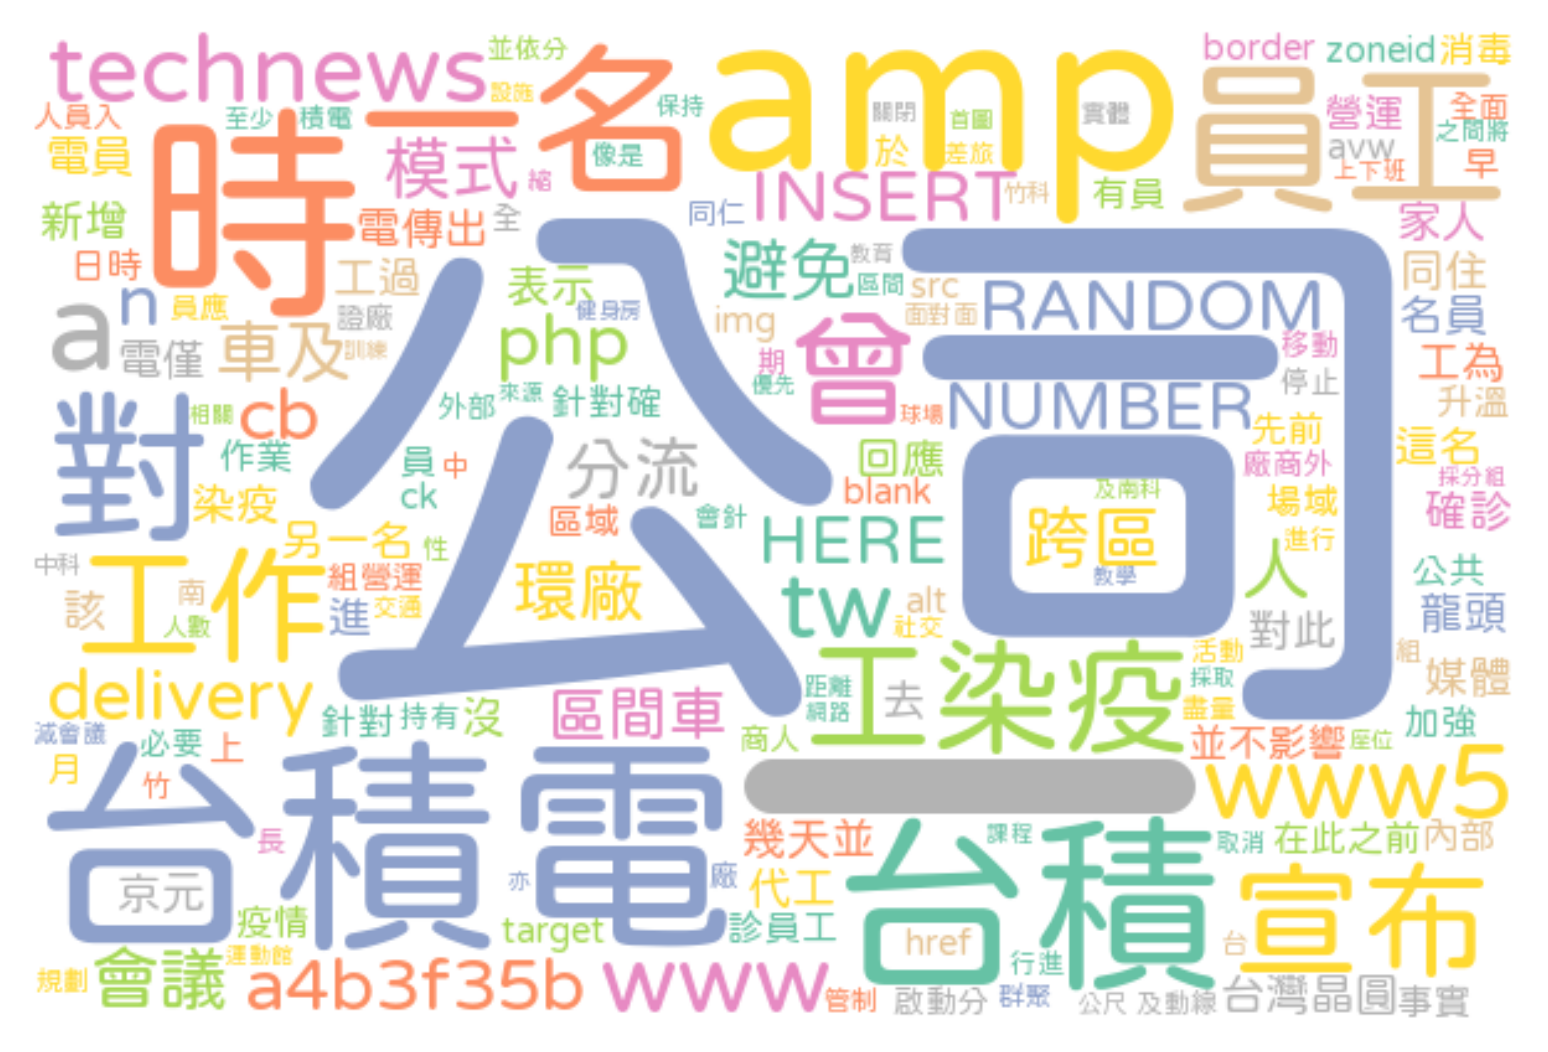 technews
並依分
設施
一名
amp
border
zoneid
消毒
員工
人員入
至少
積電
保持
關閉
首圖
實體
營運
全面
之間將
電員
時
模式
縮
像是
於
差旅
avw
上下班
早
新增
電傳出
全
同仁
INSERT
竹科
有員
家人
日時
工過
表示
公司
避免
教育
區間
src
面對面
RANDOM
同住
名員
a
n
員應
證廠
健身房
img
電僅
車及
訓練
php
曾
期
優先
移動
停止
工為
升溫
對
相關
cb
外部
來源
針對確
球場
NUMBER
先前
這名
作業
員
中
ck
分流
回應
blank
及南科
廠商外
採分組
染疫
區域
會針
HERE
跨區
場域
確診
另一名
性
進行
中科
工作
組營運
環廠
教學
人
公共
該
南
人數
進
交通
tw
alt
社交
對此
龍頭
delivery
區間車
距離
網路
工染疫
去
活動
採取
盡量
組
媒體
針對
持有
沒
商人
並不影響
座位
加強
減會議
必要
上
月
竹
台積電
一
www5
長
幾天並
課程
取消
在此之前
內部
京元
亦
廠
代工
台積
宣布
疫情
target
診員工
href
台
運動館
規劃
會議
a4b3f35b
www
管制
行進
啟動分
群聚
公尺
及動線
台灣晶圓
事實